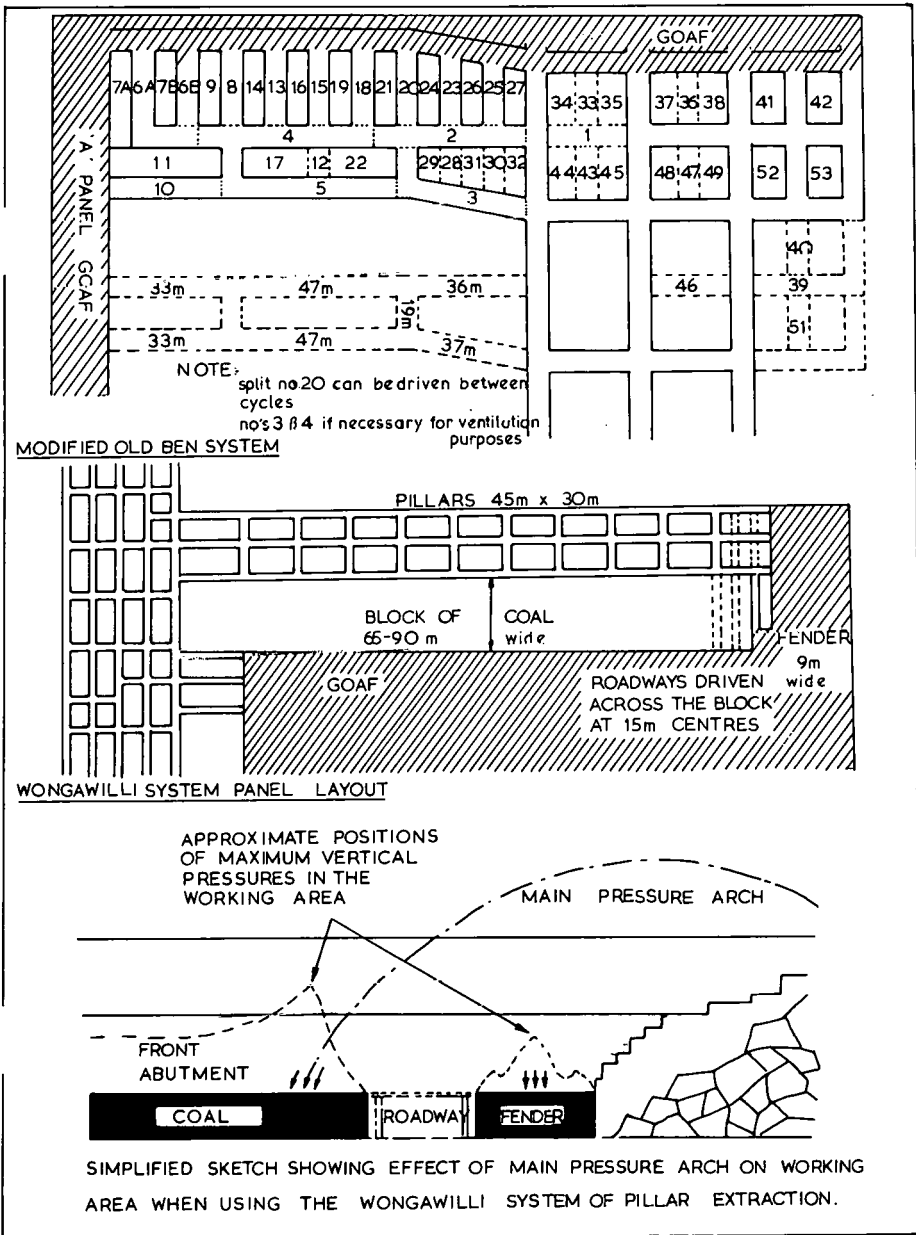 GOAF
7A 6A 7B 6B 9 8 14 13 16 15 19 18 21 20 24 23 26 25 27
34 33 35
37 36 38
41
42
4
2
1
11
17 12 22
29 28 31 30 32
44 43 45
48 47 49
52
53
10
5
3
'A' PANEL GOAF
40
33m
47m
36m
46
39
19m
51
33m
47m
37m
NOTE:-
split no.20 can be driven between
cycles
no's 3 & 4 if necessary for ventilution
purposes
MODIFIED OLD BEN SYSTEM
PILLARS 45m x 30m
BLOCK OF COAL
65-90 m wide
FENDER
9m
wide
GOAF
ROADWAYS DRIVEN
ACROSS THE BLOCK
AT 15m CENTRES
WONGAWILLI SYSTEM PANEL LAYOUT
APPROXIMATE POSITIONS
OF MAXIMUM VERTICAL
PRESSURES IN THE
WORKING AREA
MAIN PRESSURE ARCH
FRONT
ABUTMENT
COAL
ROADWAY
FENDER
SIMPLIFIED SKETCH SHOWING EFFECT OF MAIN PRESSURE ARCH ON WORKING
AREA WHEN USING THE WONGAWILLI SYSTEM OF PILLAR EXTRACTION.